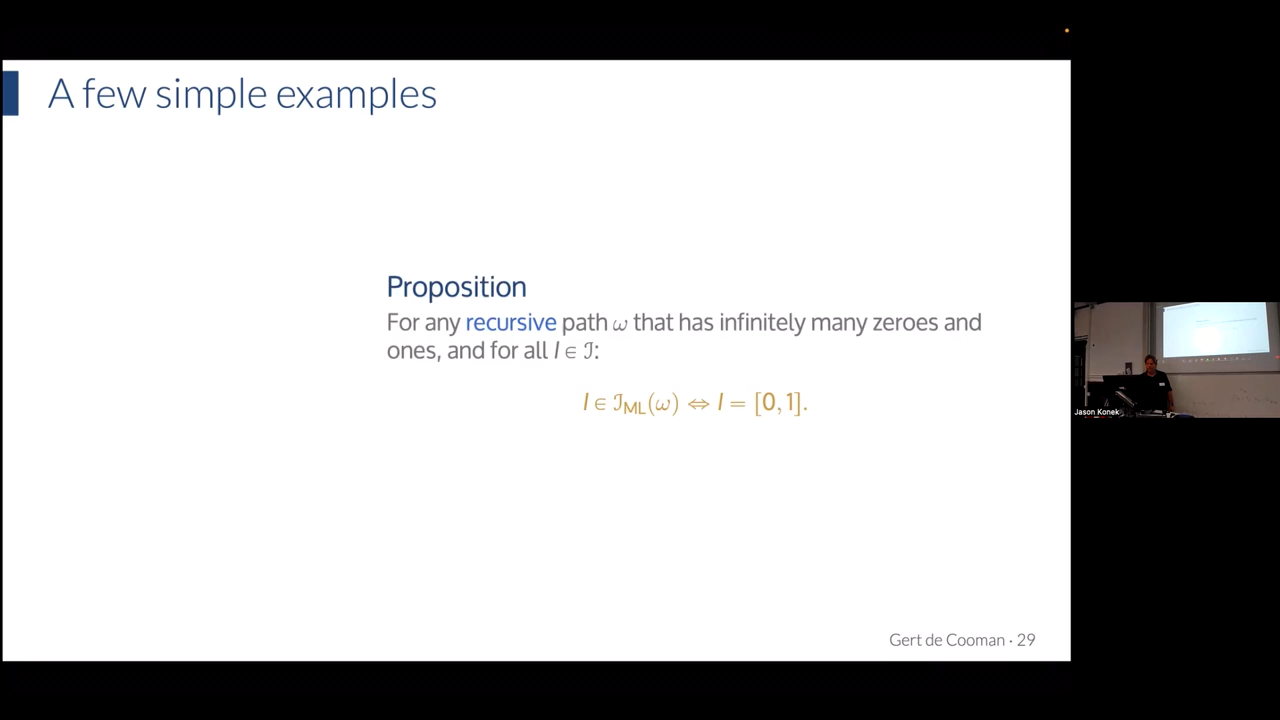 A few simple examples
Proposition
For any recursive path ω that has infinitely many zeroes and
ones, and for all I ∈ ℐ:
I ∈ ℐ_ML(ω) ⇔ I = [0, 1].
Gert de Cooman · 29
Jason Konek